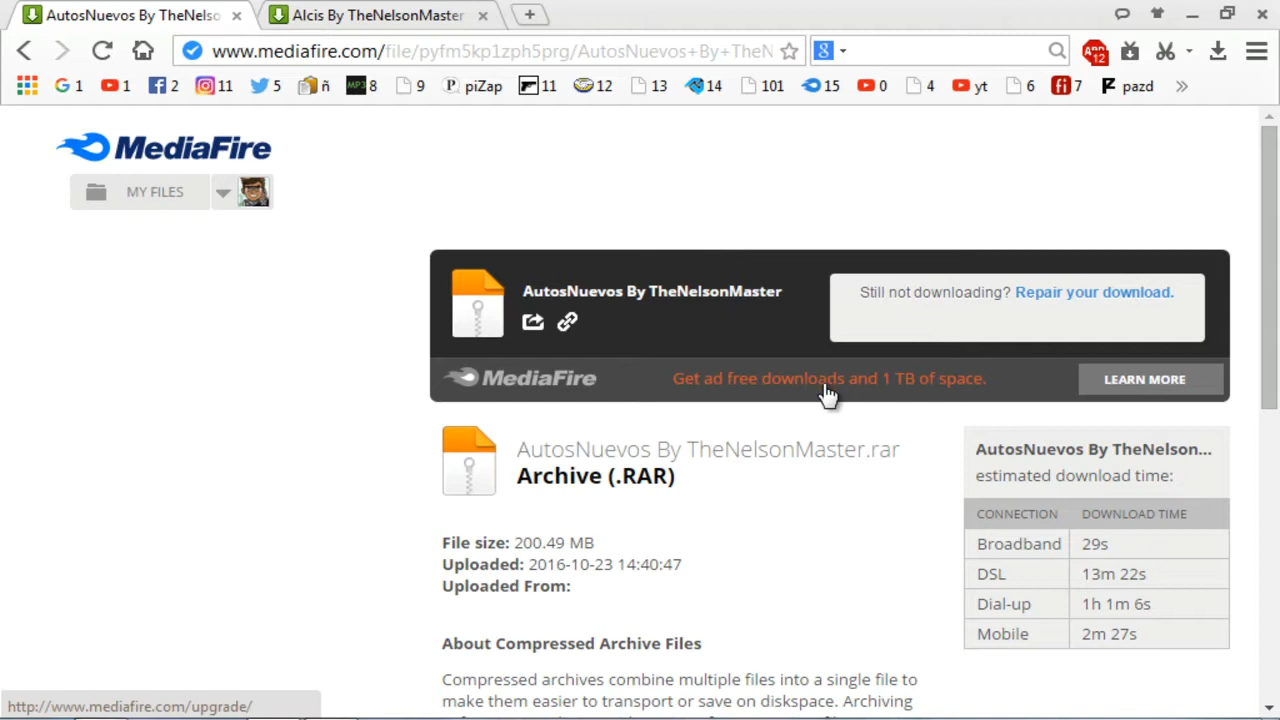 AutosNuevos By TheNelso
Alcis By TheNelsonMaster
www.mediafire.com/file/pyfm5kp1zph5prg/AutosNuevos+By+TheN
8
ABP
12
G 1
1
f 2
11
5
ñ
MP3 8
9
P piZap
11
12
13
14
101
15
0
4
yt
6
fi 7
pazd
»
MediaFire
MY FILES
AutosNuevos By TheNelsonMaster
Still not downloading? Repair your download.
MediaFire
Get ad free downloads and 1 TB of space.
LEARN MORE
AutosNuevos By TheNelsonMaster.rar
Archive (.RAR)
File size: 200.49 MB
Uploaded: 2016-10-23 14:40:47
Uploaded From:
AutosNuevos By TheNelson...
estimated download time:
CONNECTION DOWNLOAD TIME
Broadband 29s
DSL 13m 22s
Dial-up 1h 1m 6s
Mobile 2m 27s
About Compressed Archive Files
Compressed archives combine multiple files into a single file to
make them easier to transport or save on diskspace. Archiving
http://www.mediafire.com/upgrade/